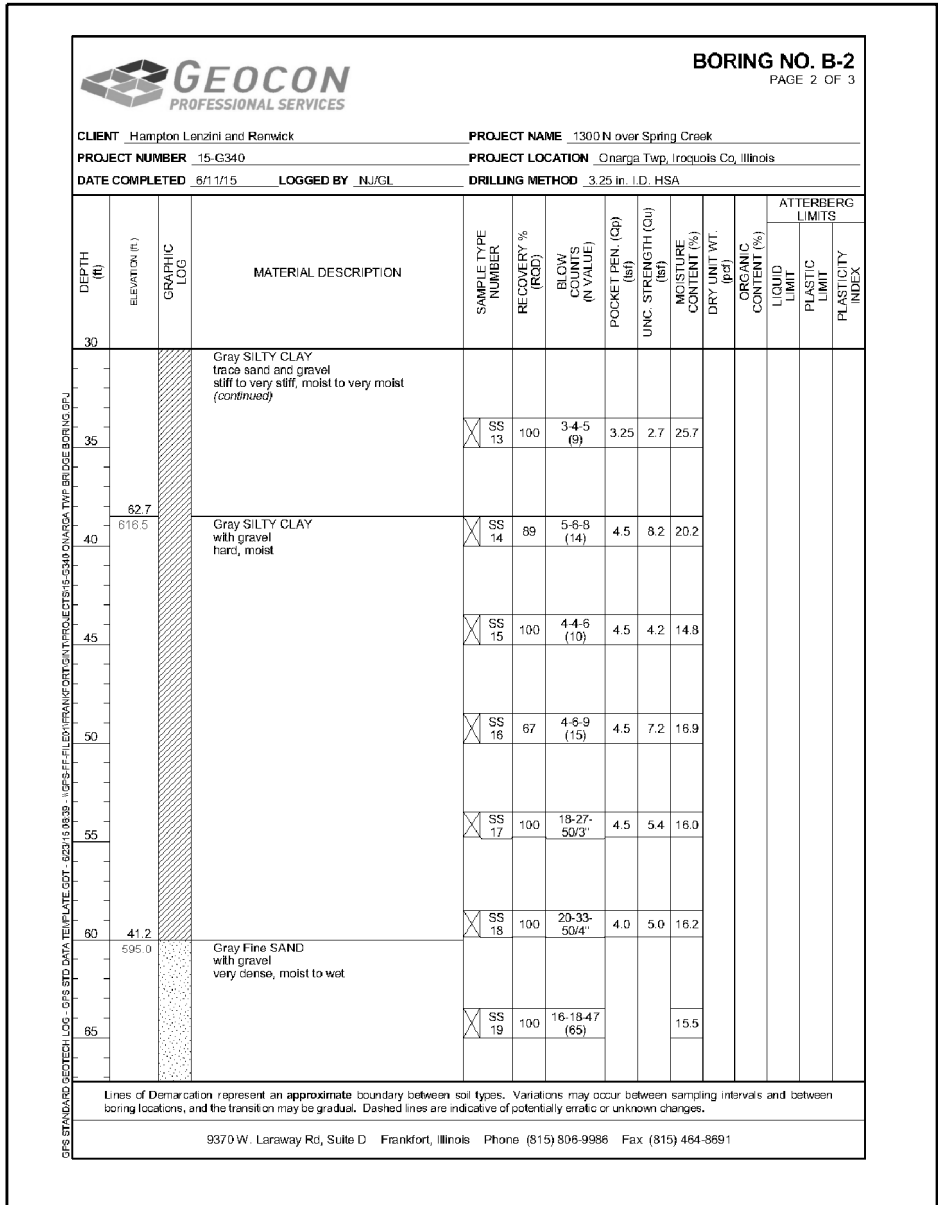 GEOCON
PROFESSIONAL SERVICES
BORING NO. B-2
PAGE 2 OF 3
CLIENT Hampton Lenzini and Renwick
PROJECT NAME 1300 N over Spring Creek
PROJECT NUMBER 15-G340
PROJECT LOCATION Onarga Twp, Iroquois Co, Illinois
DATE COMPLETED 6/11/15 LOGGED BY NJ/GL
DRILLING METHOD 3.25 in. I.D. HSA
DEPTH (ft)
ELEVATION (ft.)
GRAPHIC LOG
MATERIAL DESCRIPTION
SAMPLE TYPE NUMBER
RECOVERY % (RQD)
BLOW COUNTS (N VALUE)
POCKET PEN. (Qp) (tsf)
UNC. STRENGTH (Qu) (tsf)
MOISTURE CONTENT (%)
DRY UNIT WT. (pcf)
ORGANIC CONTENT (%)
ATTERBERG LIMITS
LIQUID LIMIT
PLASTIC LIMIT
PLASTICITY INDEX
30
Gray SILTY CLAY
trace sand and gravel
stiff to very stiff, moist to very moist
(continued)
35
SS 13 100 3-4-5 (9) 3.25 2.7 25.7
62.7
616.5
Gray SILTY CLAY
with gravel
hard, moist
40
SS 14 89 5-6-8 (14) 4.5 8.2 20.2
45
SS 15 100 4-4-6 (10) 4.5 4.2 14.8
50
SS 16 67 4-6-9 (15) 4.5 7.2 16.9
55
SS 17 100 18-27-50/3" 4.5 5.4 16.0
60
SS 18 100 20-33-50/4" 4.0 5.0 16.2
41.2
595.0
Gray Fine SAND
with gravel
very dense, moist to wet
65
SS 19 100 16-18-47 (65) 15.5
Lines of Demarcation represent an approximate boundary between soil types. Variations may occur between sampling intervals and between
boring locations, and the transition may be gradual. Dashed lines are indicative of potentially erratic or unknown changes.
9370 W. Laraway Rd, Suite D Frankfort, Illinois Phone (815) 806-9986 Fax (815) 464-8691
GPS STANDARD GEOTECH LOG - GPS STD DATA TEMPLATE.GDT - 6/23/15 08:39 - \\GPS-FF-FILE01\FRANKFORT\GINT\PROJECTS\15-G340 ONARGA TWP BRIDGE BORING.GPJ